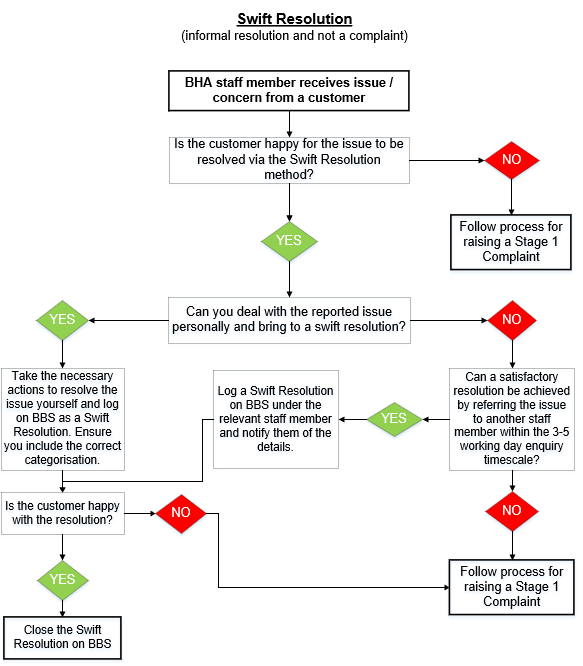 Swift Resolution
(informal resolution and not a complaint)
BHA staff member receives issue /
concern from a customer
Is the customer happy for the issue to be
resolved via the Swift Resolution
method?
NO
Follow process for
raising a Stage 1
Complaint
YES
Can you deal with the reported issue
personally and bring to a swift resolution?
YES
NO
Take the necessary
actions to resolve the
issue yourself and log
on BBS as a Swift
Resolution. Ensure
you include the correct
categorisation.
Log a Swift Resolution
on BBS under the
relevant staff member
and notify them of the
details.
YES
Can a satisfactory
resolution be achieved
by referring the issue
to another staff
member within the 3-5
working day enquiry
timescale?
Is the customer happy
with the resolution?
NO
NO
YES
Follow process for
raising a Stage 1
Complaint
Close the Swift
Resolution on BBS